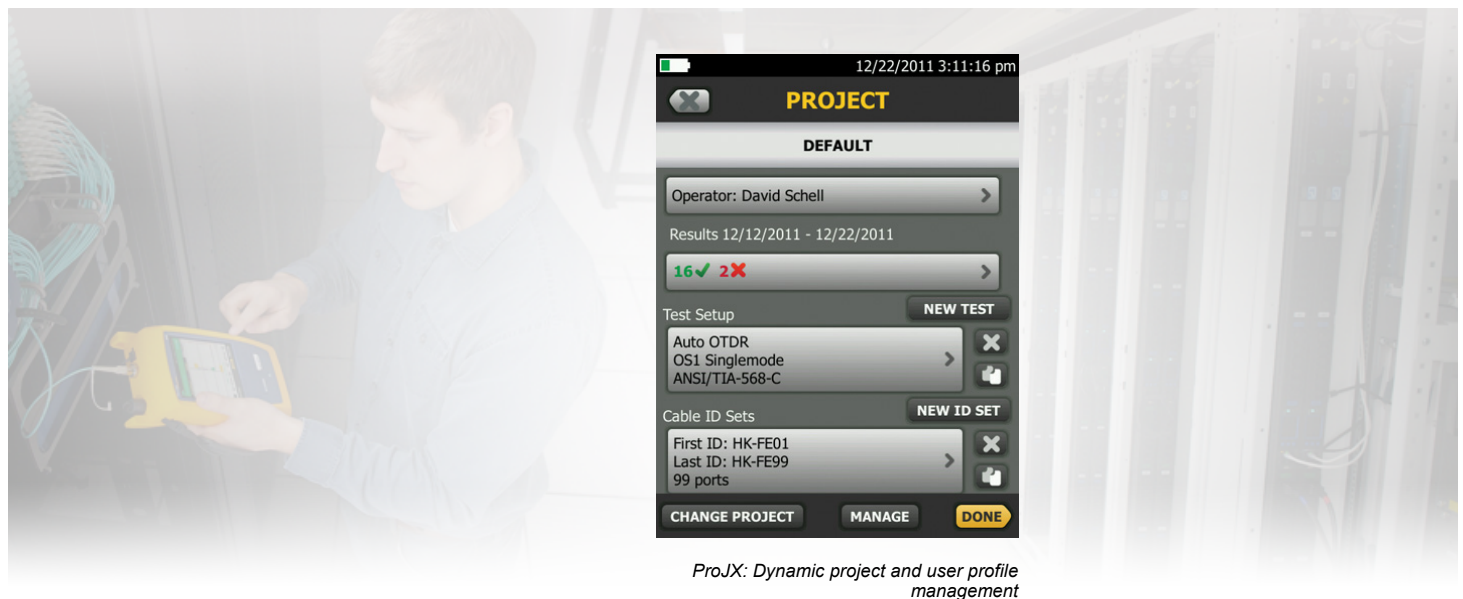 12/22/2011 3:11:16 pm
PROJECT
DEFAULT
Operator: David Schell
Results 12/12/2011 - 12/22/2011
16✔ 2✖
Test Setup
NEW TEST
Auto OTDR
OS1 Singlemode
ANSI/TIA-568-C
Cable ID Sets
NEW ID SET
First ID: HK-FE01
Last ID: HK-FE99
99 ports
CHANGE PROJECT
MANAGE
DONE
ProJX: Dynamic project and user profile
management